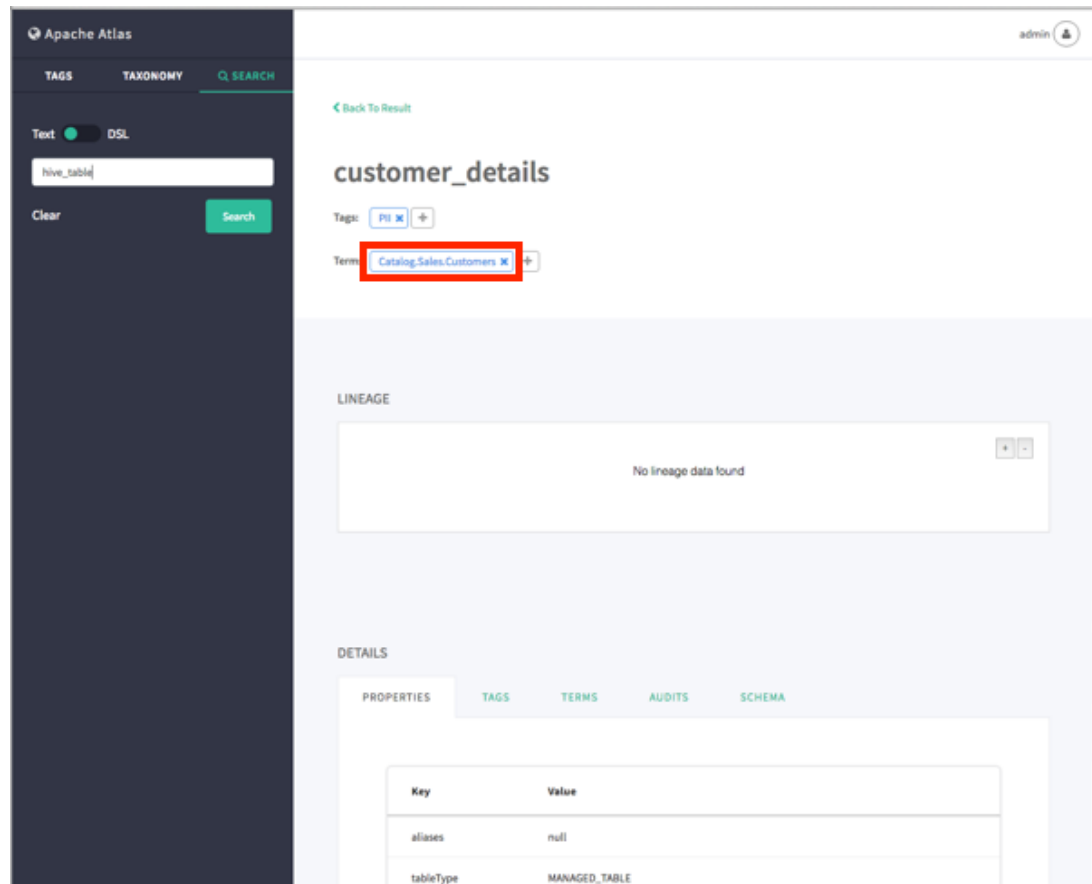 Apache Atlas
admin
TAGS TAXONOMY SEARCH
Back To Result
Text DSL
hive_table
customer_details
Clear Search
Tags: PII × +
Term Catalog.Sales.Customers × +
LINEAGE
+ -
No lineage data found
DETAILS
PROPERTIES TAGS TERMS AUDITS SCHEMA
Key Value
aliases null
tableType MANAGED_TABLE